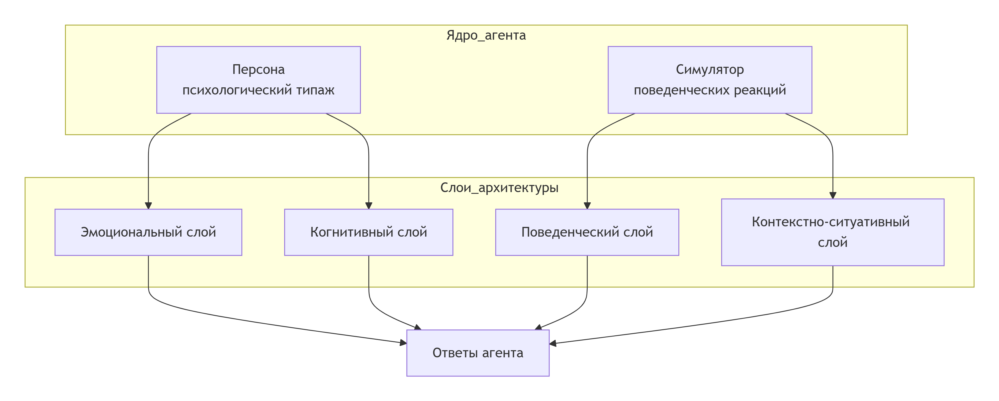 Ядро_агента
Персона
психологический типаж
Симулятор
поведенческих реакций
Слои_архитектуры
Эмоциональный слой
Когнитивный слой
Поведенческий слой
Контекстно-ситуативный
слой
Ответы агента